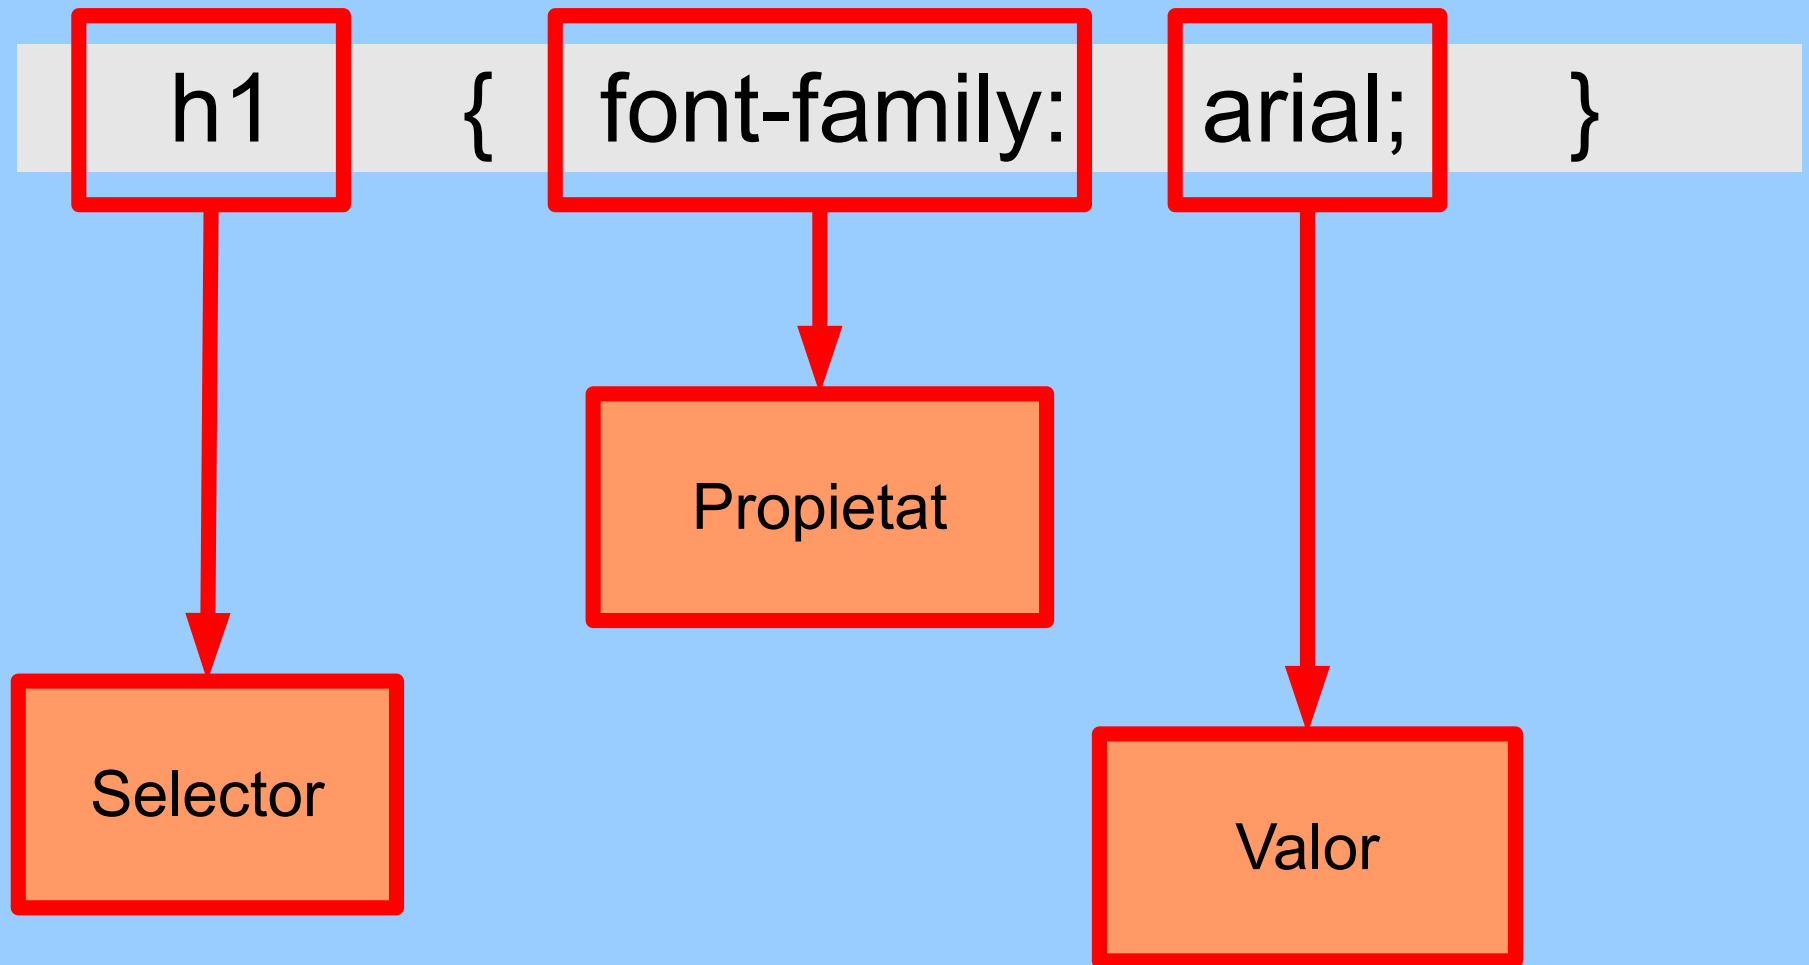 h1 { font-family: arial; }
Propietat
Selector
Valor